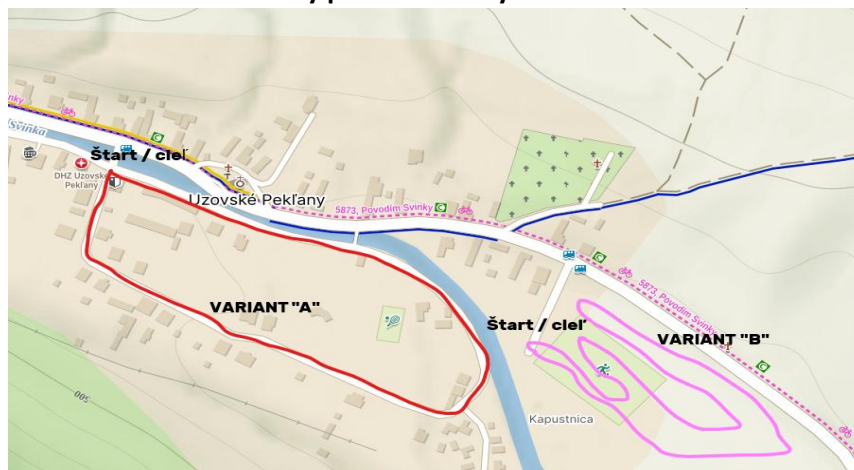 Svinka
Štart / cieľ
DHZ Uzovské
Pekľany
Uzovské Pekľany
5873, Povodím Svinky
5873, Povodím Svinky
VARIANT "A"
Štart / cieľ
VARIANT "B"
Kapustnica
500